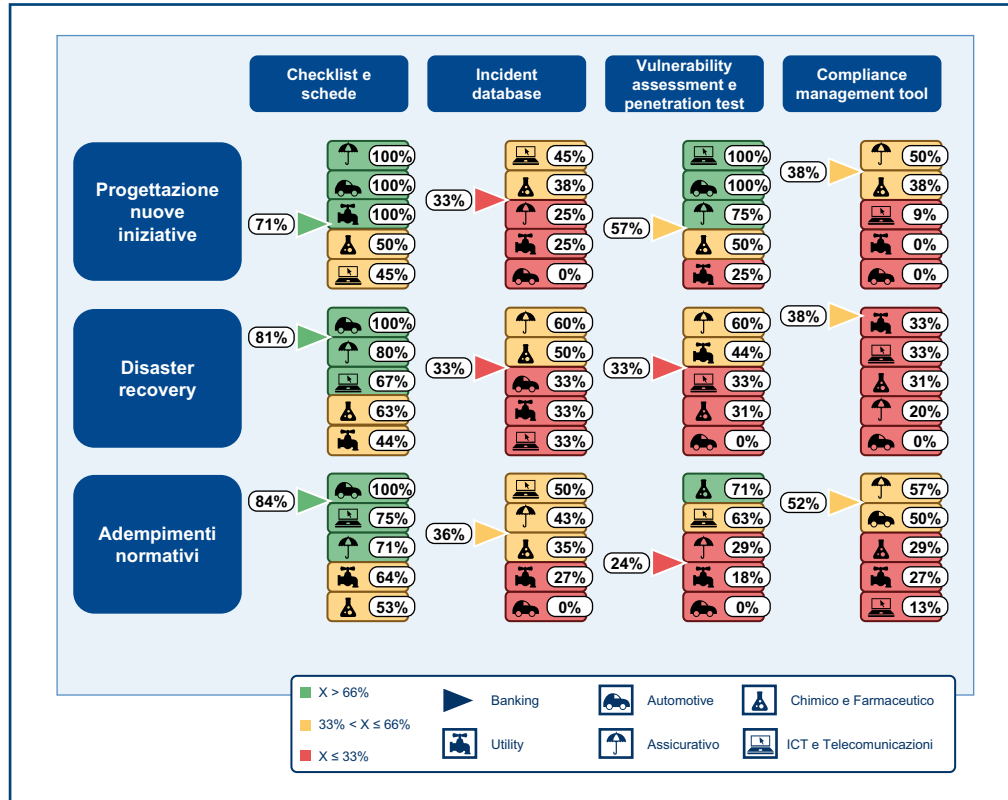 Checklist e
schede
Incident
database
Vulnerability
assessment e
penetration test
Compliance
management tool
Progettazione
nuove
iniziative
71%
100%
100%
100%
50%
45%
33%
45%
38%
25%
25%
0%
57%
100%
100%
75%
50%
25%
38%
50%
38%
9%
0%
0%
Disaster
recovery
81%
100%
80%
67%
63%
44%
33%
60%
50%
33%
33%
33%
33%
60%
44%
33%
31%
0%
38%
33%
33%
31%
20%
0%
Adempimenti
normativi
84%
100%
75%
71%
64%
53%
36%
50%
43%
35%
27%
0%
24%
71%
63%
29%
18%
0%
52%
57%
50%
29%
27%
13%
X > 66%
33% < X ≤ 66%
X ≤ 33%
Banking
Utility
Automotive
Assicurativo
Chimico e Farmaceutico
ICT e Telecomunicazioni